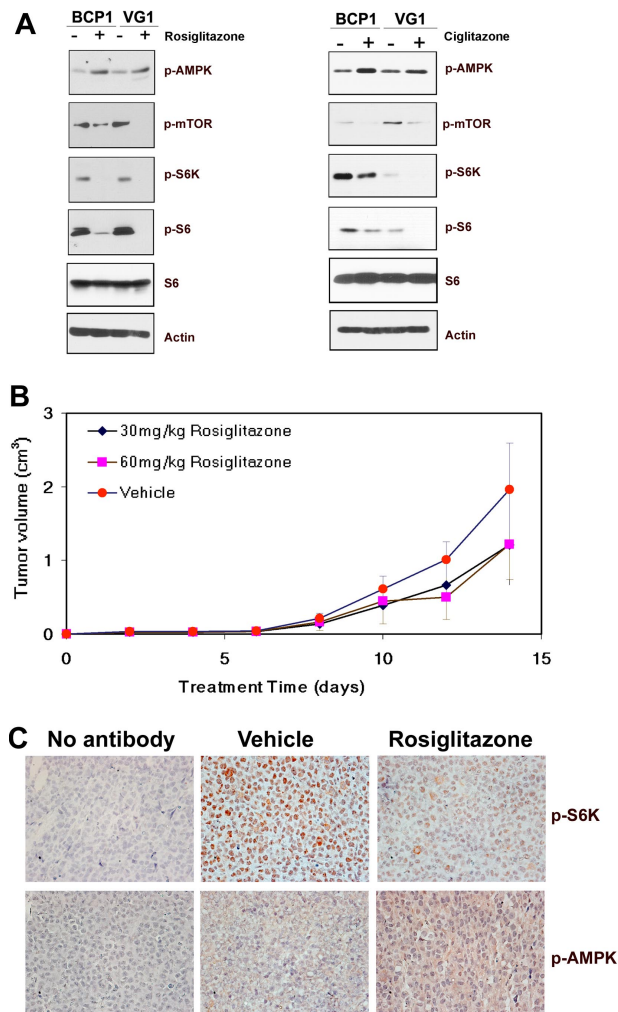 A
BCP1 VG1
- + - + Rosiglitazone
p-AMPK
p-mTOR
p-S6K
p-S6
S6
Actin
BCP1 VG1
- + - + Ciglitazone
p-AMPK
p-mTOR
p-S6K
p-S6
S6
Actin
B
3
2
1
0
Tumor volume (cm³)
30mg/kg Rosiglitazone
60mg/kg Rosiglitazone
Vehicle
0 5 10 15
Treatment Time (days)
C
No antibody Vehicle Rosiglitazone
p-S6K
p-AMPK